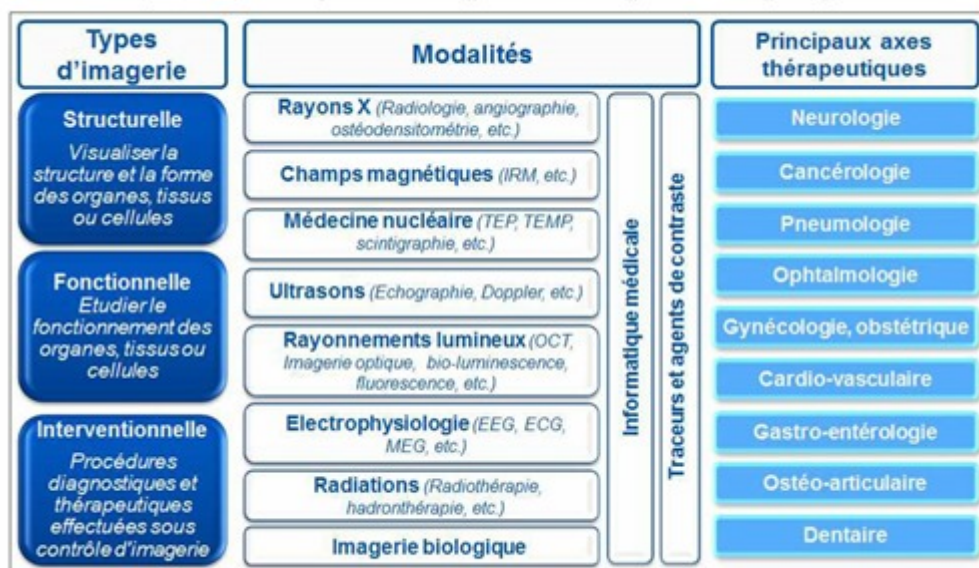 Types
d'imagerie
Structurelle
Visualiser la
structure et la forme
des organes, tissus
ou cellules
Fonctionnelle
Etudier le
fonctionnement des
organes, tissus ou
cellules
Interventionnelle
Procédures
diagnostiques et
thérapeutiques
effectuées sous
contrôle d'imagerie
Modalités
Rayons X (Radiologie, angiographie,
ostéodensitométrie, etc.)
Champs magnétiques (IRM, etc.)
Médecine nucléaire (TEP, TEMP,
scintigraphie, etc.)
Ultrasons (Echographie, Doppler, etc.)
Rayonnements lumineux (OCT,
Imagerie optique, bio-luminescence,
fluorescence, etc.)
Electrophysiologie (EEG, ECG,
MEG, etc.)
Radiations (Radiothérapie,
hadronthérapie, etc.)
Imagerie biologique
Informatique médicale
Traceurs et agents de contraste
Principaux axes
thérapeutiques
Neurologie
Cancérologie
Pneumologie
Ophtalmologie
Gynécologie, obstétrique
Cardio-vasculaire
Gastro-entérologie
Ostéo-articulaire
Dentaire